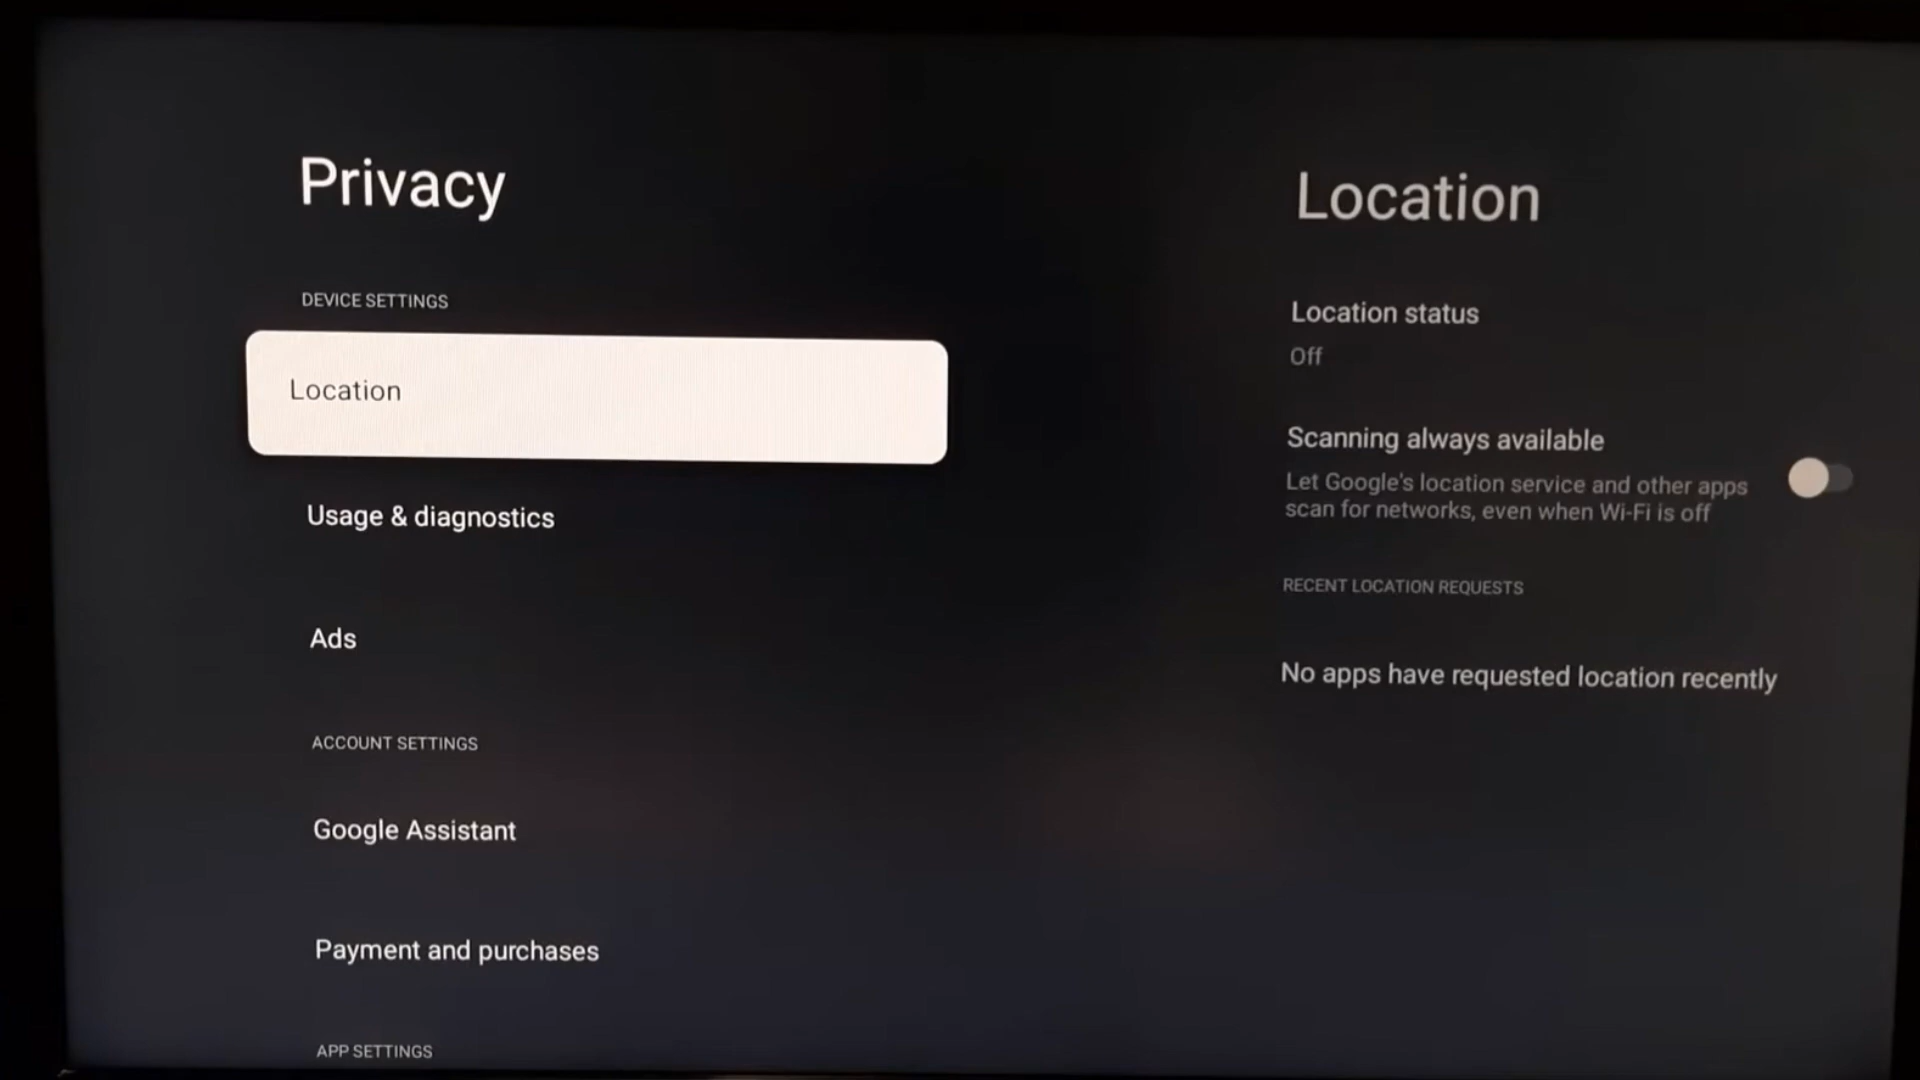 Privacy
DEVICE SETTINGS
Location
Usage & diagnostics
Ads
ACCOUNT SETTINGS
Google Assistant
Payment and purchases
APP SETTINGS
Location
Location status
Off
Scanning always available
Let Google's location service and other apps
scan for networks, even when Wi-Fi is off
RECENT LOCATION REQUESTS
No apps have requested location recently